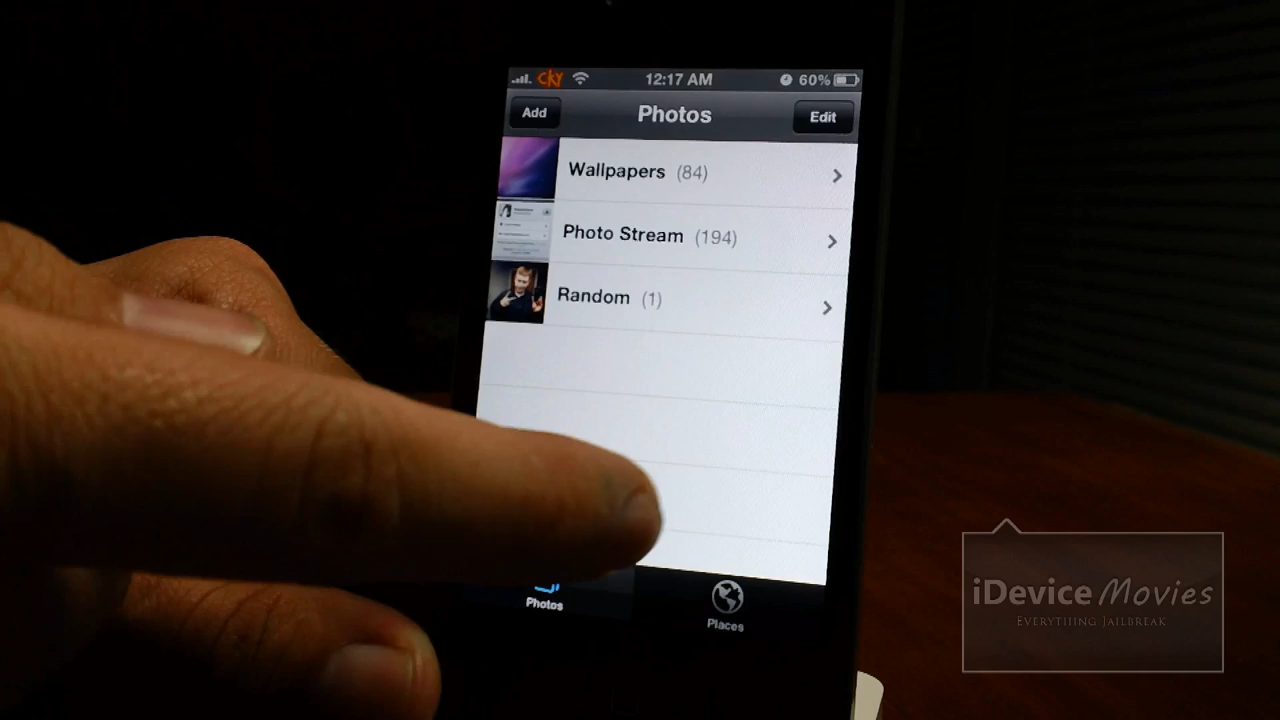 CKY 12:17 AM 60%
Add Photos Edit
Wallpapers (84)
Photo Stream (194)
Random (1)
Photos Places
iDevice Movies
EVERYTHING JAILBREAK